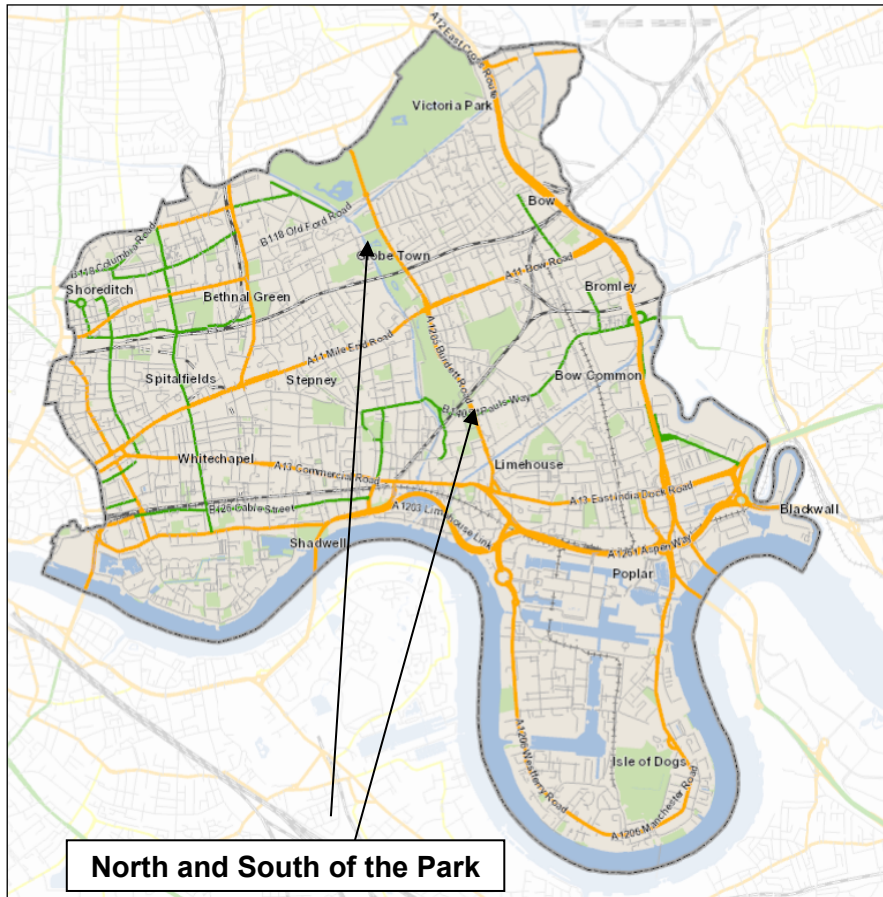 A12 East Cross Route
Victoria Park
Bow
B118 Old Ford Road
Globe Town
B118 Columbia Road
Shoreditch
Bethnal Green
A11 Bow Road
Bromley
A11 Mile End Road
A1205 Burdett Road
Spitalfields
Stepney
Bow Common
Whitechapel
A13 Commercial Road
Limehouse
A13 East India Dock Road
B126 Cable Street
A1203 Limehouse Link
Blackwall
Shadwell
A1261 Aspen Way
Poplar
Isle of Dogs
A1206 Westferry Road
A1206 Manchester Road
North and South of the Park